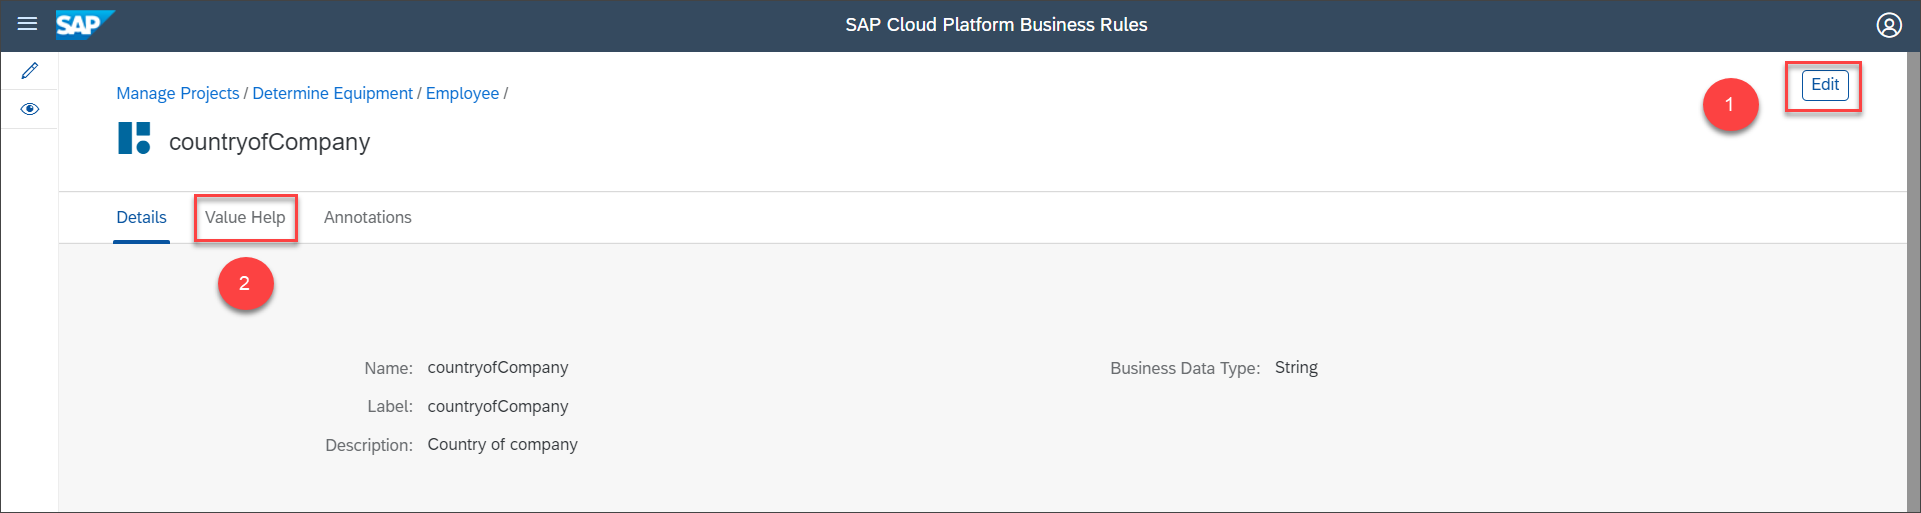 SAP SAP Cloud Platform Business Rules
Manage Projects / Determine Equipment / Employee /
1
Edit
countryofCompany
Details Value Help Annotations
2
Name: countryofCompany Business Data Type: String
Label: countryofCompany
Description: Country of company